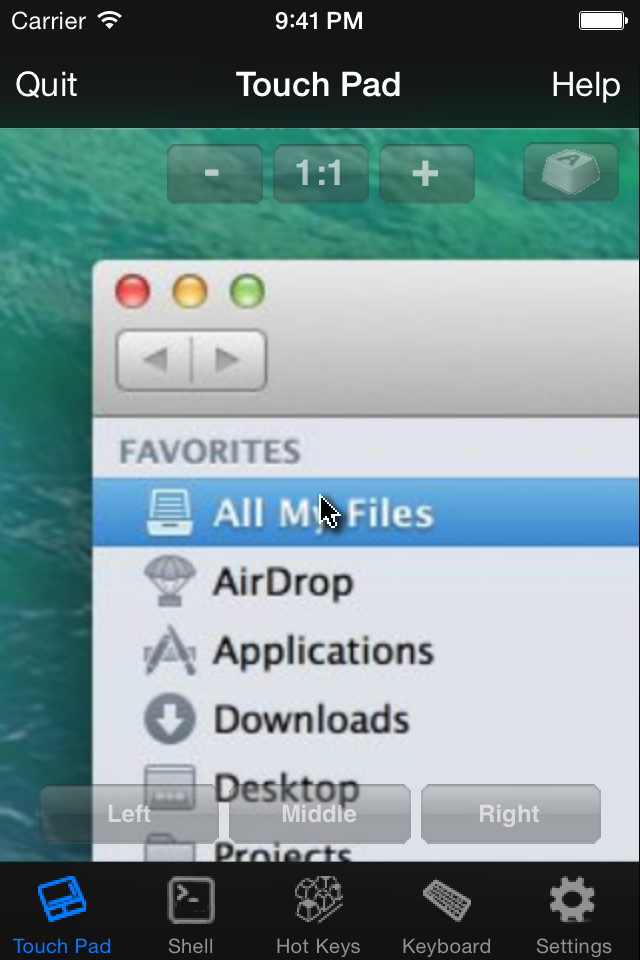 Carrier 9:41 PM
Quit Touch Pad Help
- 1:1 + A
FAVORITES
All My Files
AirDrop
Applications
Downloads
Desktop
Left Middle Right
Projects
Touch Pad Shell Hot Keys Keyboard Settings